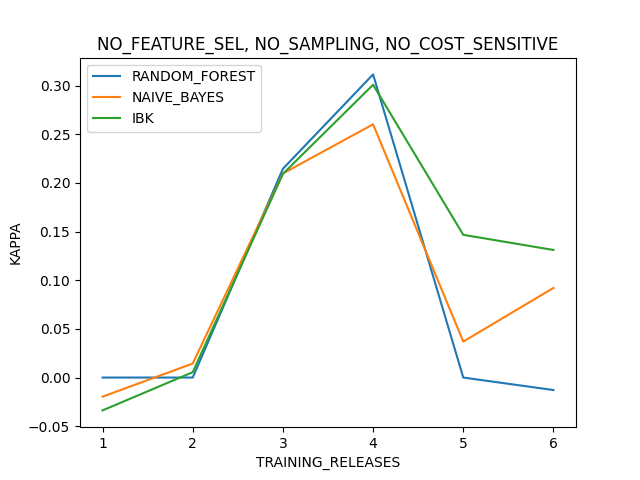 NO_FEATURE_SEL, NO_SAMPLING, NO_COST_SENSITIVE
RANDOM_FOREST
NAIVE_BAYES
IBK
KAPPA
0.30
0.25
0.20
0.15
0.10
0.05
0.00
−0.05
1 2 3 4 5 6
TRAINING_RELEASES